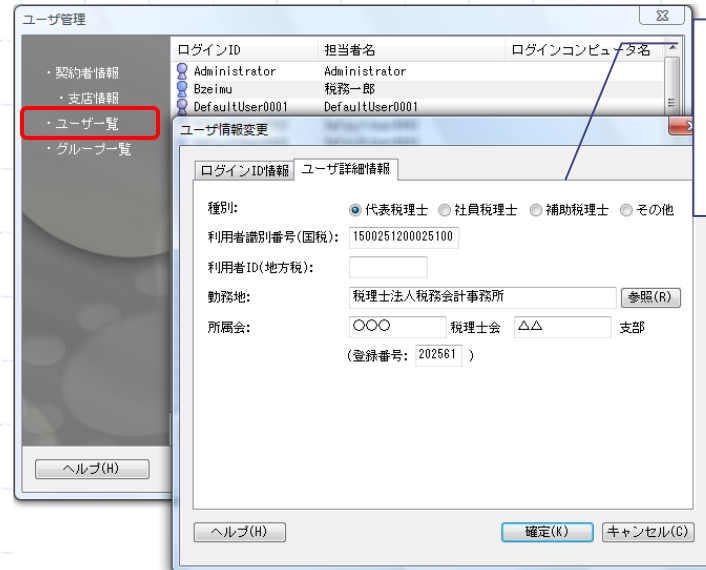 ユーザ管理
ログインID 担当者名 ログインコンピュータ名
・契約者情報
・支店情報
・ユーザ一覧
・グループ一覧
Administrator Administrator
Bzeimu 税務一郎
DefaultUser0001 DefaultUser0001
ユーザ情報変更
ログインID情報 ユーザ詳細情報
種別: 代表税理士 社員税理士 補助税理士 その他
利用者識別番号(国税): 1500251200025100
利用者ID(地方税):
勤務地: 税理士法人税務会計事務所 参照(R)
所属会: 〇〇〇 税理士会 △△ 支部
(登録番号: 202561 )
ヘルプ(H)
ヘルプ(H) 確定(K) キャンセル(C)